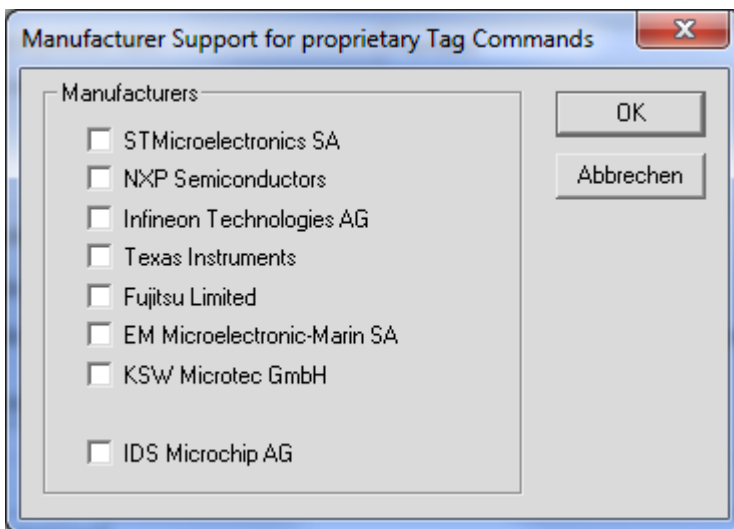 Manufacturer Support for proprietary Tag Commands
Manufacturers
STMicroelectronics SA
NXP Semiconductors
Infineon Technologies AG
Texas Instruments
Fujitsu Limited
EM Microelectronic-Marin SA
KSW Microtec GmbH
IDS Microchip AG
OK
Abbrechen